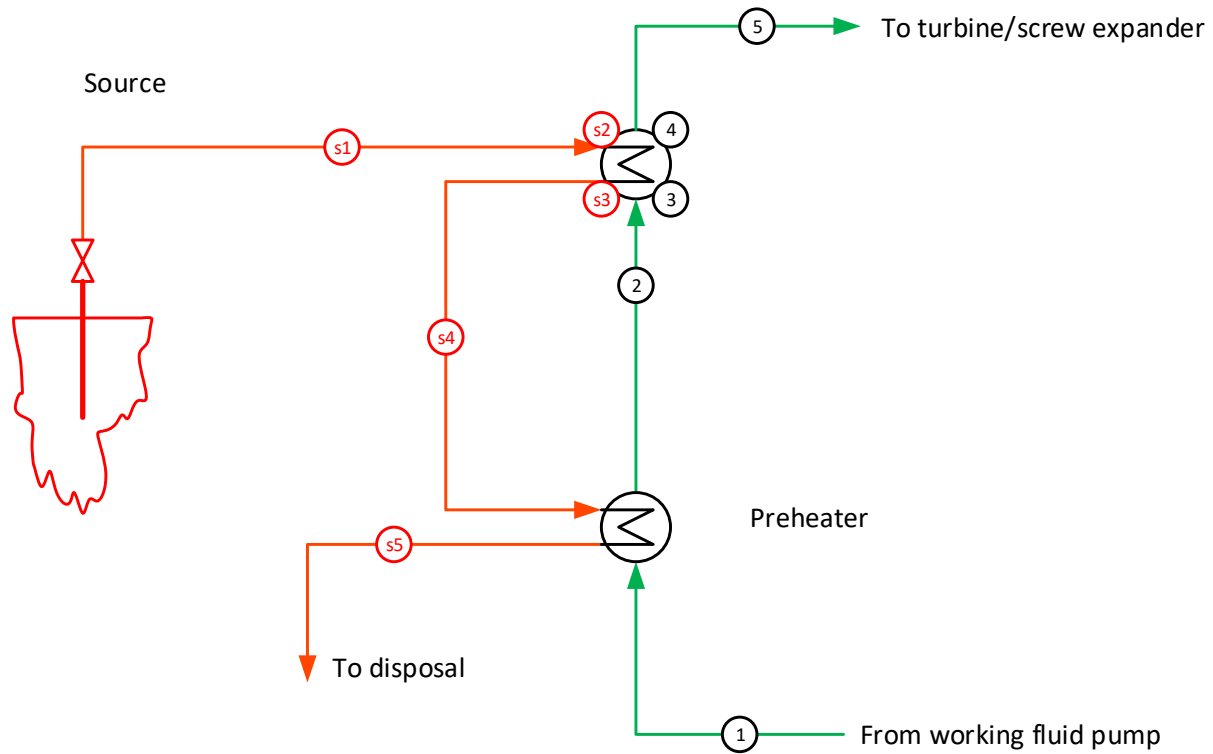 5
To turbine/screw expander
Source
s2
4
s1
s3
3
2
s4
Preheater
s5
To disposal
1
From working fluid pump